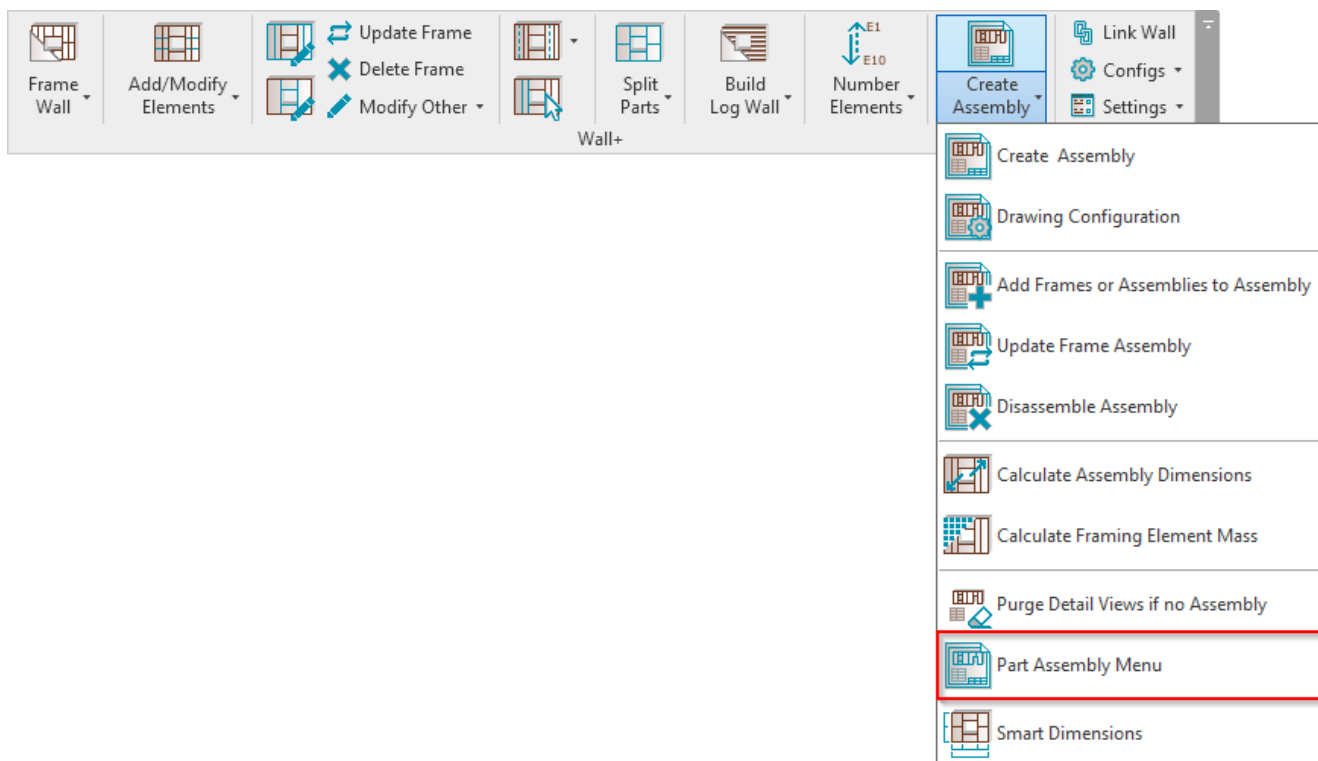 Frame
Wall
Add/Modify
Elements
Update Frame
Delete Frame
Modify Other
Split
Parts
Build
Log Wall
E1
E10
Number
Elements
Create
Assembly
Link Wall
Configs
Settings
Wall+
Create Assembly
Drawing Configuration
Add Frames or Assemblies to Assembly
Update Frame Assembly
Disassemble Assembly
Calculate Assembly Dimensions
Calculate Framing Element Mass
Purge Detail Views if no Assembly
Part Assembly Menu
Smart Dimensions